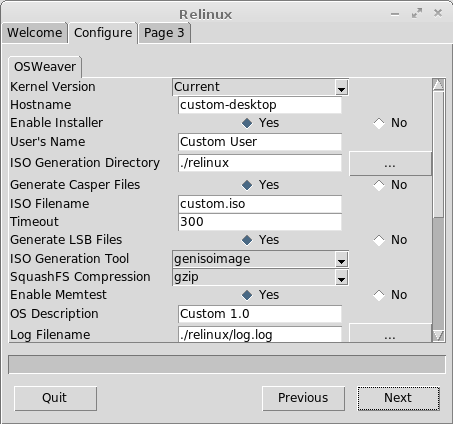 Relinux
Welcome Configure Page 3
OSWeaver
Kernel Version Current
Hostname custom-desktop
Enable Installer Yes No
User's Name Custom User
ISO Generation Directory ./relinux ...
Generate Casper Files Yes No
ISO Filename custom.iso
Timeout 300
Generate LSB Files Yes No
ISO Generation Tool genisoimage
SquashFS Compression gzip
Enable Memtest Yes No
OS Description Custom 1.0
Log Filename ./relinux/log.log ...
Quit Previous Next